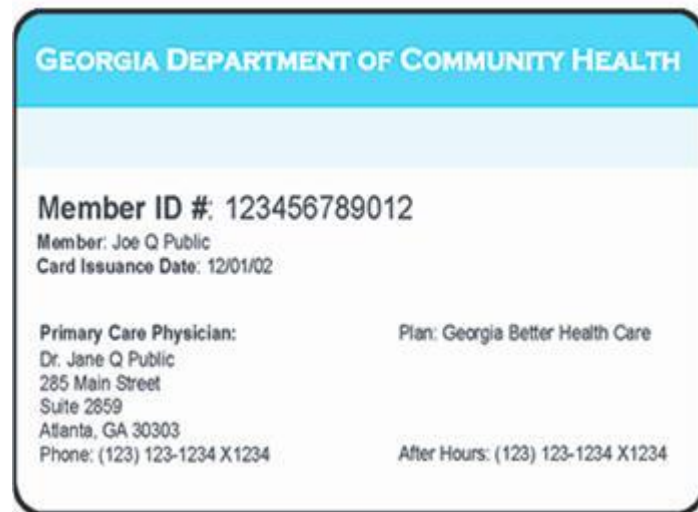 GEORGIA DEPARTMENT OF COMMUNITY HEALTH
Member ID #: 123456789012
Member: Joe Q Public
Card Issuance Date: 12/01/02
Primary Care Physician:
Dr. Jane Q Public
285 Main Street
Suite 2859
Atlanta, GA 30303
Phone: (123) 123-1234 X1234
Plan: Georgia Better Health Care
After Hours: (123) 123-1234 X1234